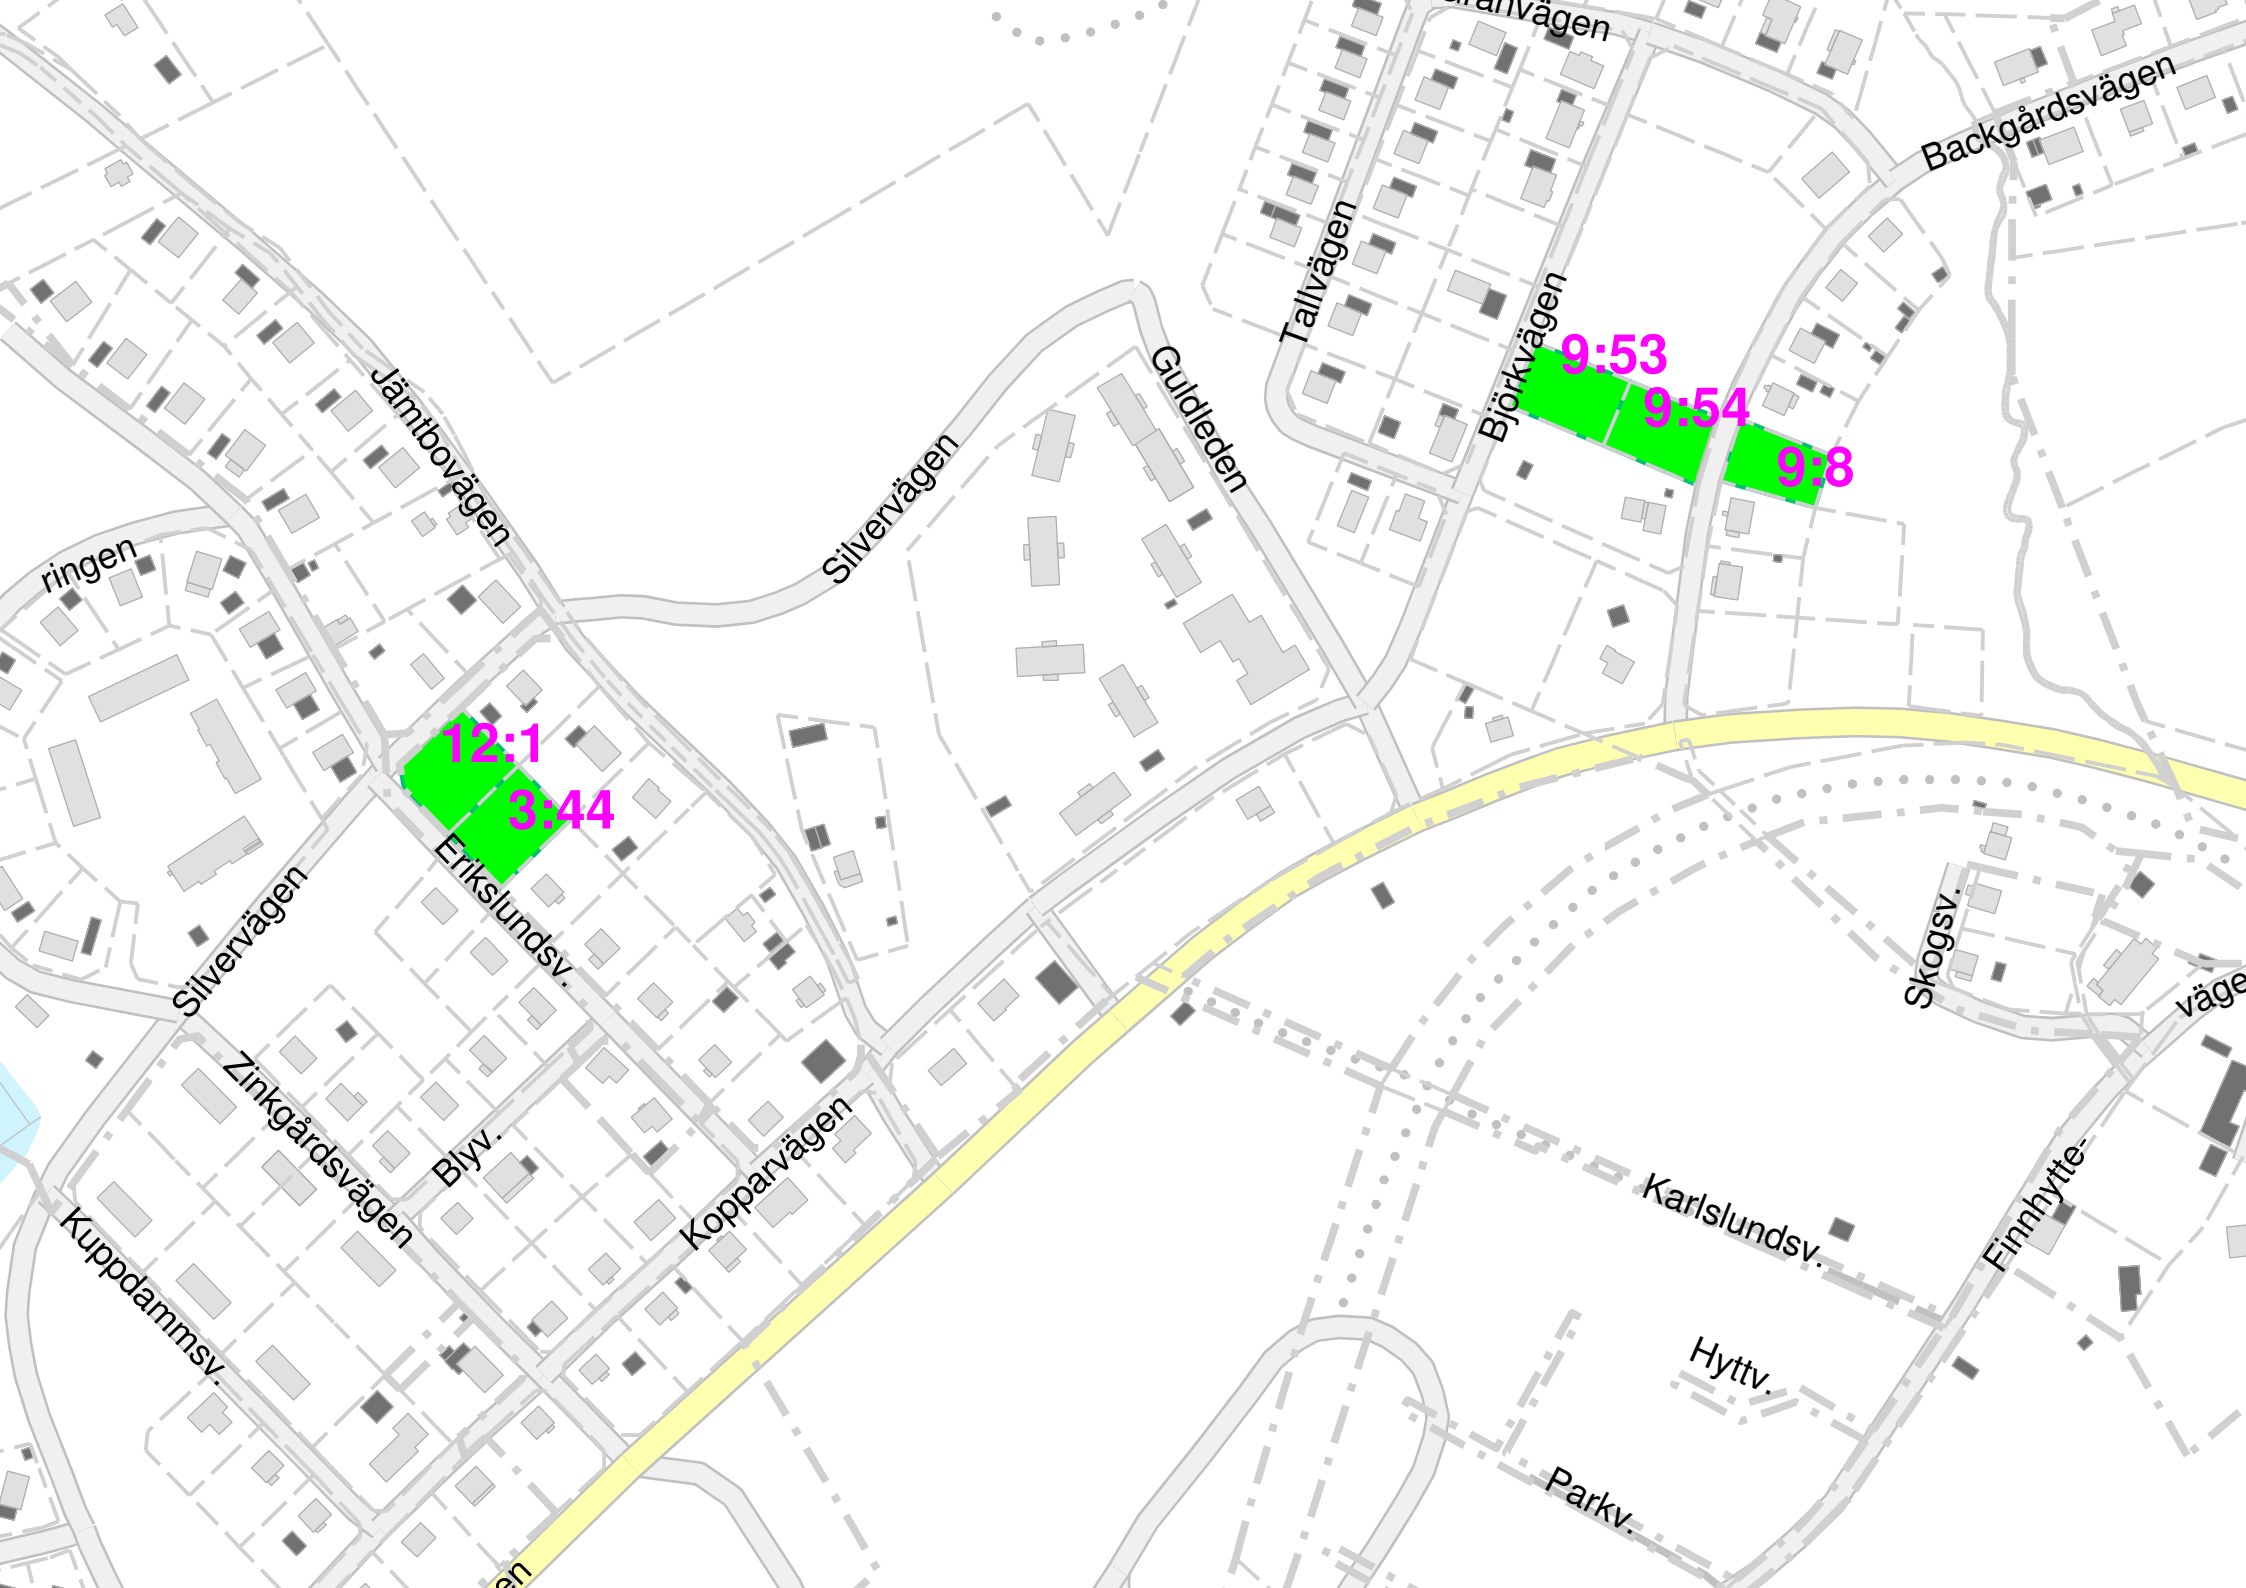 Backgårdsvägen
Tallvägen
Björkvägen
9:53
9:54
9:8
Guldleden
Jämtbovägen
Silvervägen
ringen
12:1
3:44
Erikslundsv.
Silvervägen
Skogsv.
Zinkgårdsvägen
Blyv.
Kopparvägen
Kuppdammsv.
Karlslundsv.
Finnhytte-
Hyttv.
Parkv.
en